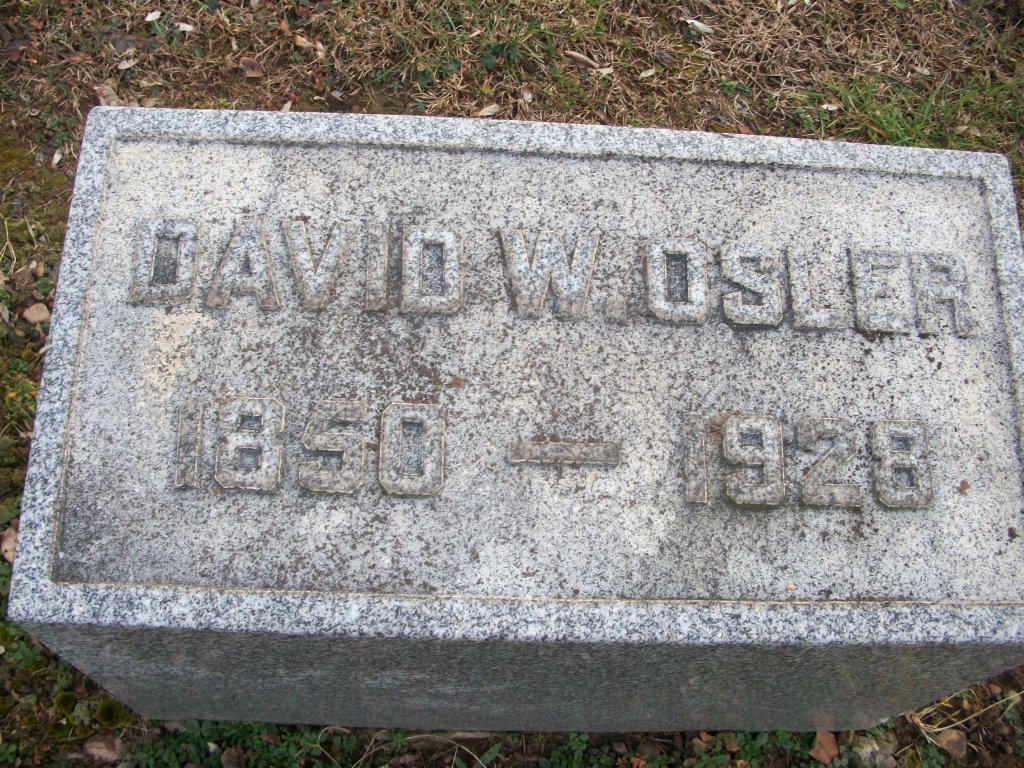 DAVID W. OSLER
1850 — 1928